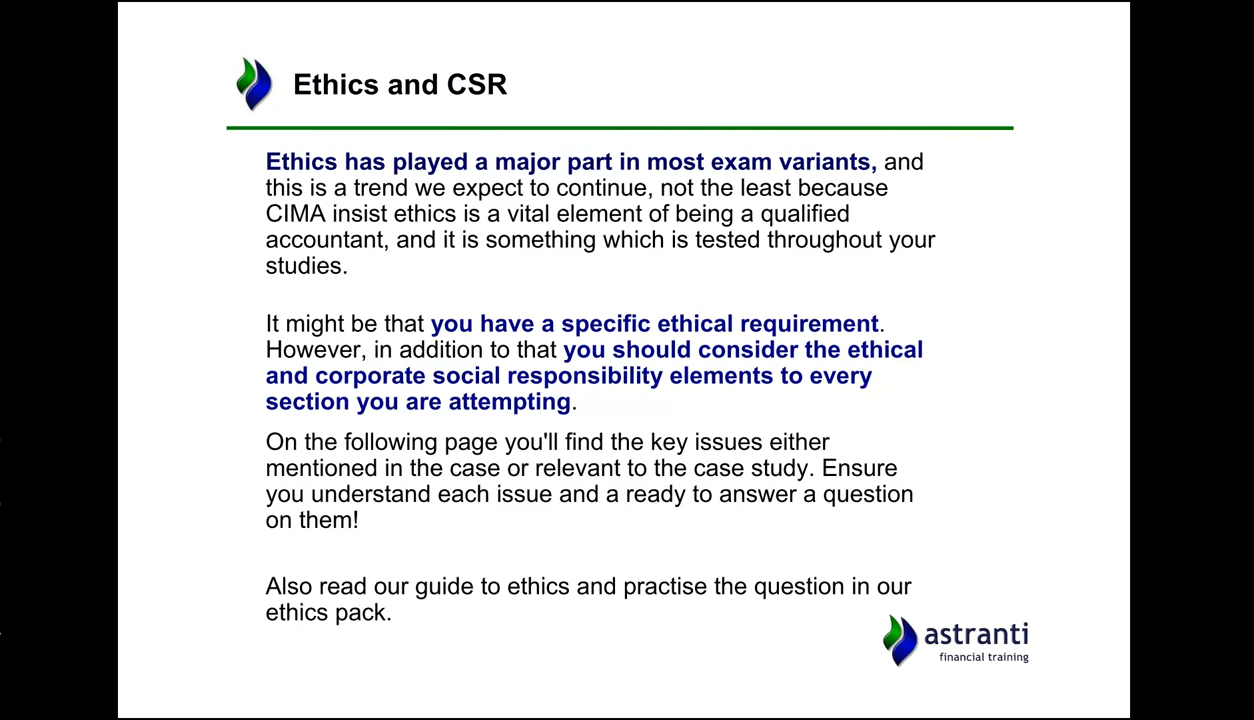 Ethics and CSR
Ethics has played a major part in most exam variants, and
this is a trend we expect to continue, not the least because
CIMA insist ethics is a vital element of being a qualified
accountant, and it is something which is tested throughout your
studies.
It might be that you have a specific ethical requirement.
However, in addition to that you should consider the ethical
and corporate social responsibility elements to every
section you are attempting.
On the following page you'll find the key issues either
mentioned in the case or relevant to the case study. Ensure
you understand each issue and a ready to answer a question
on them!
Also read our guide to ethics and practise the question in our
ethics pack.
astranti
financial training